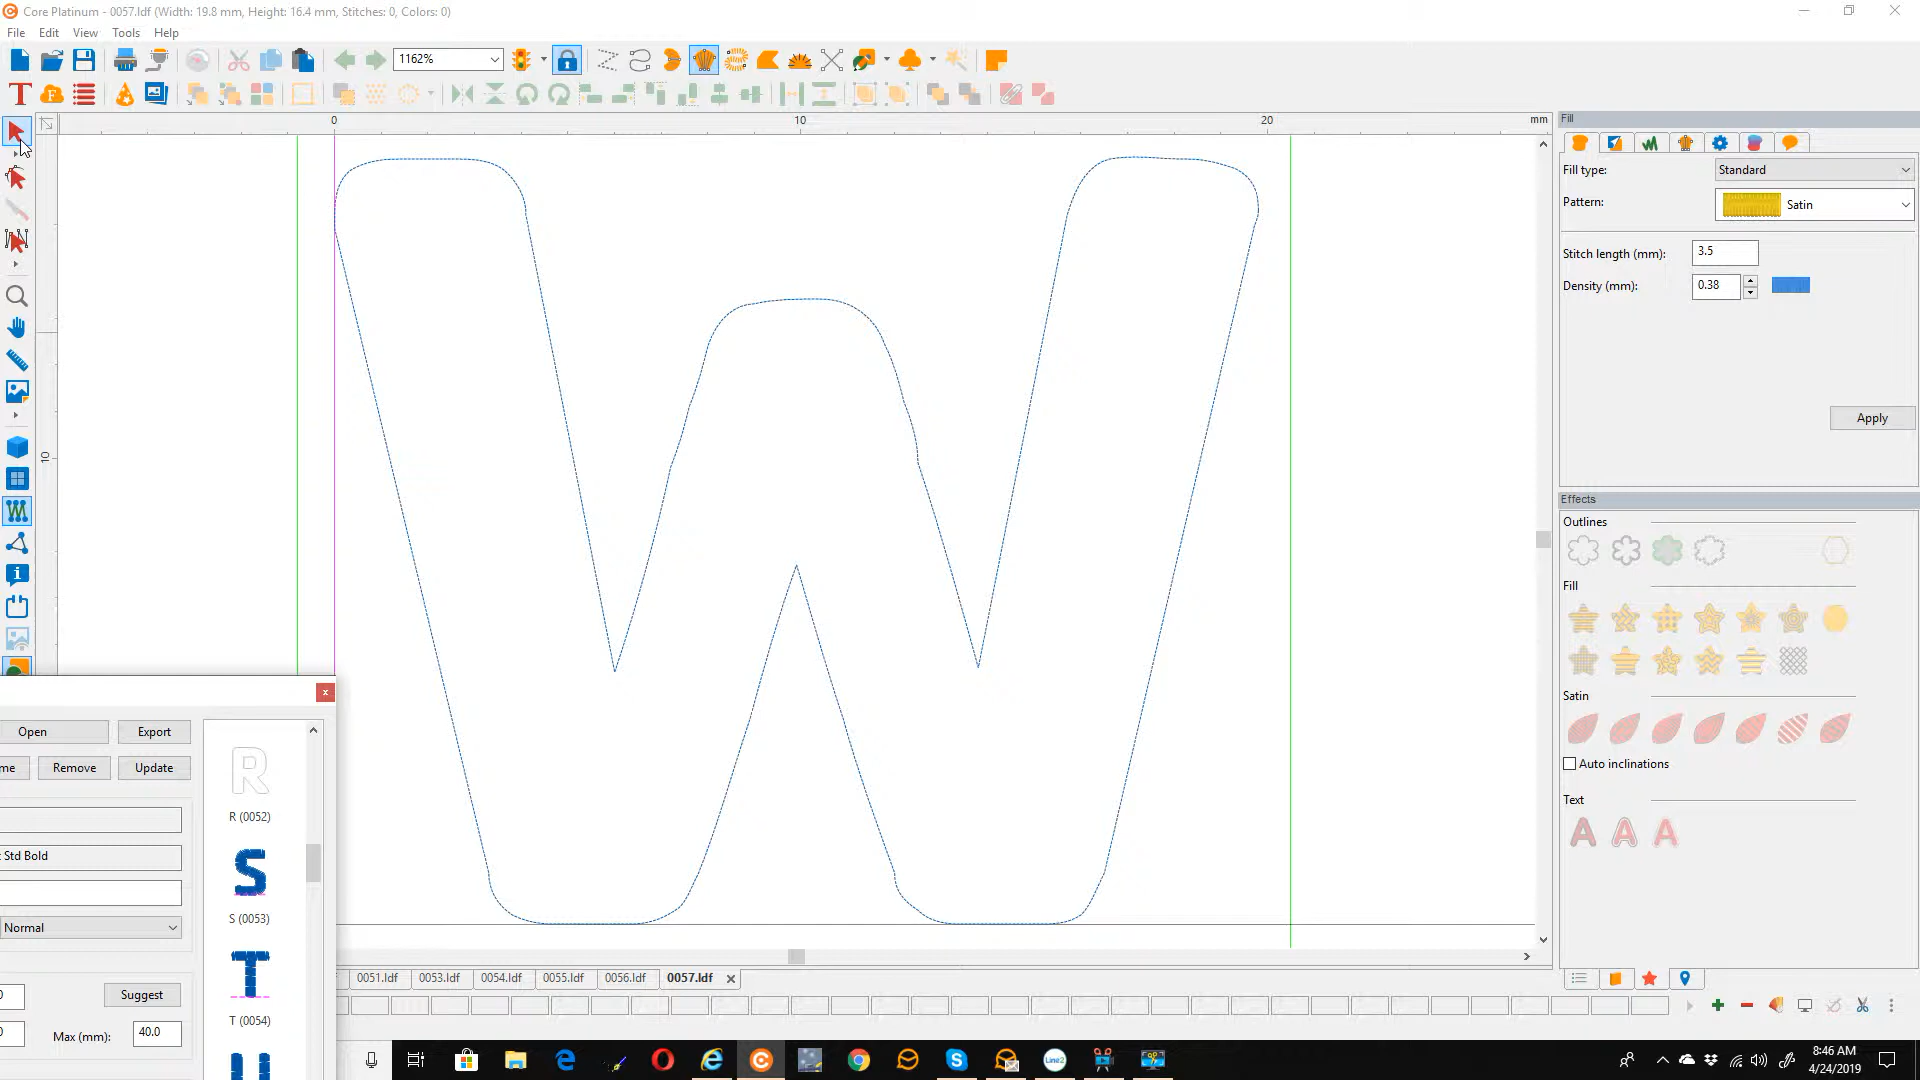 Core Platinum - 0057.ldf (Width: 19.8 mm, Height: 16.4 mm, Stitches: 0, Colors: 0)
File Edit View Tools Help
1162%
0 10 20 mm
10
Fill
Fill type: Standard
Pattern: Satin
Stitch length (mm): 3.5
Density (mm): 0.38
Apply
Effects
Outlines
Fill
Satin
Auto inclinations
Text
Open Export
me Remove Update
Std Bold
Normal
0 Suggest
0 Max (mm): 40.0
R
R (0052)
S
S (0053)
T
T (0054)
0051.ldf 0053.ldf 0054.ldf 0055.ldf 0056.ldf 0057.ldf
Line2
8:46 AM
4/24/2019